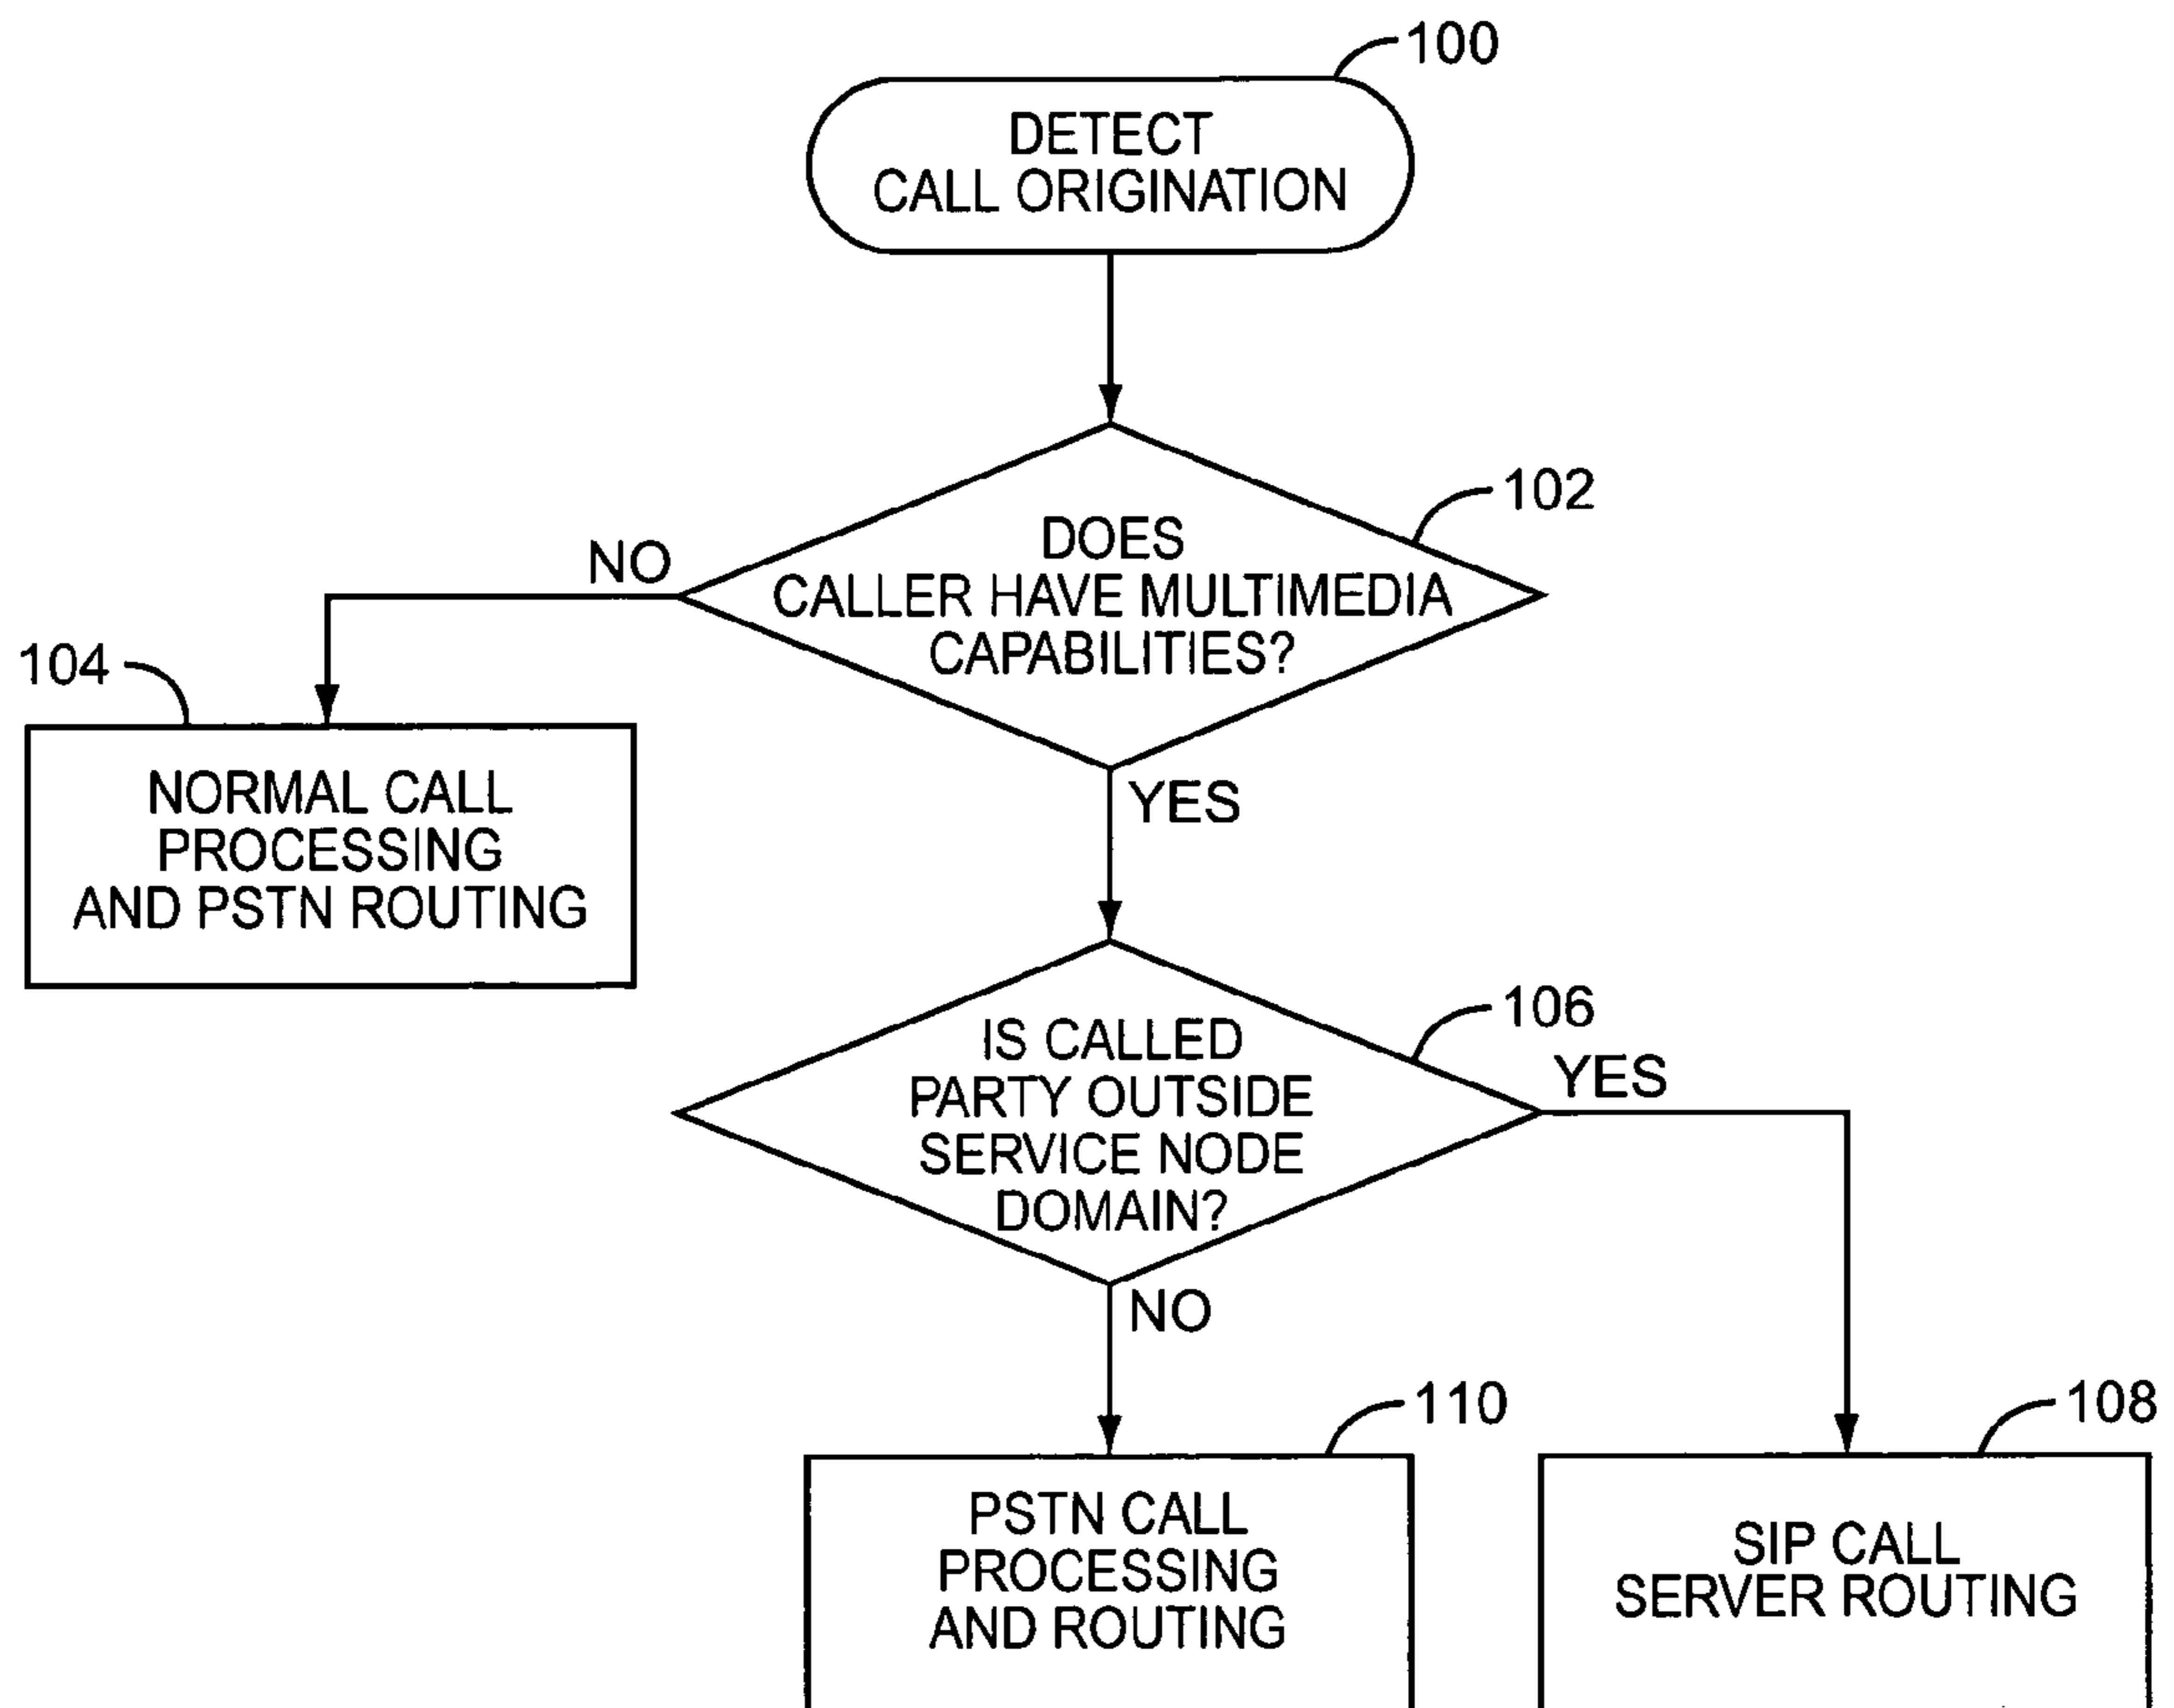 100
DETECT
CALL ORIGINATION
102
DOES
CALLER HAVE MULTIMEDIA
CAPABILITIES?
NO
104
NORMAL CALL
PROCESSING
AND PSTN ROUTING
YES
106
IS CALLED
PARTY OUTSIDE
SERVICE NODE
DOMAIN?
YES
NO
110
PSTN CALL
PROCESSING
AND ROUTING
108
SIP CALL
SERVER ROUTING